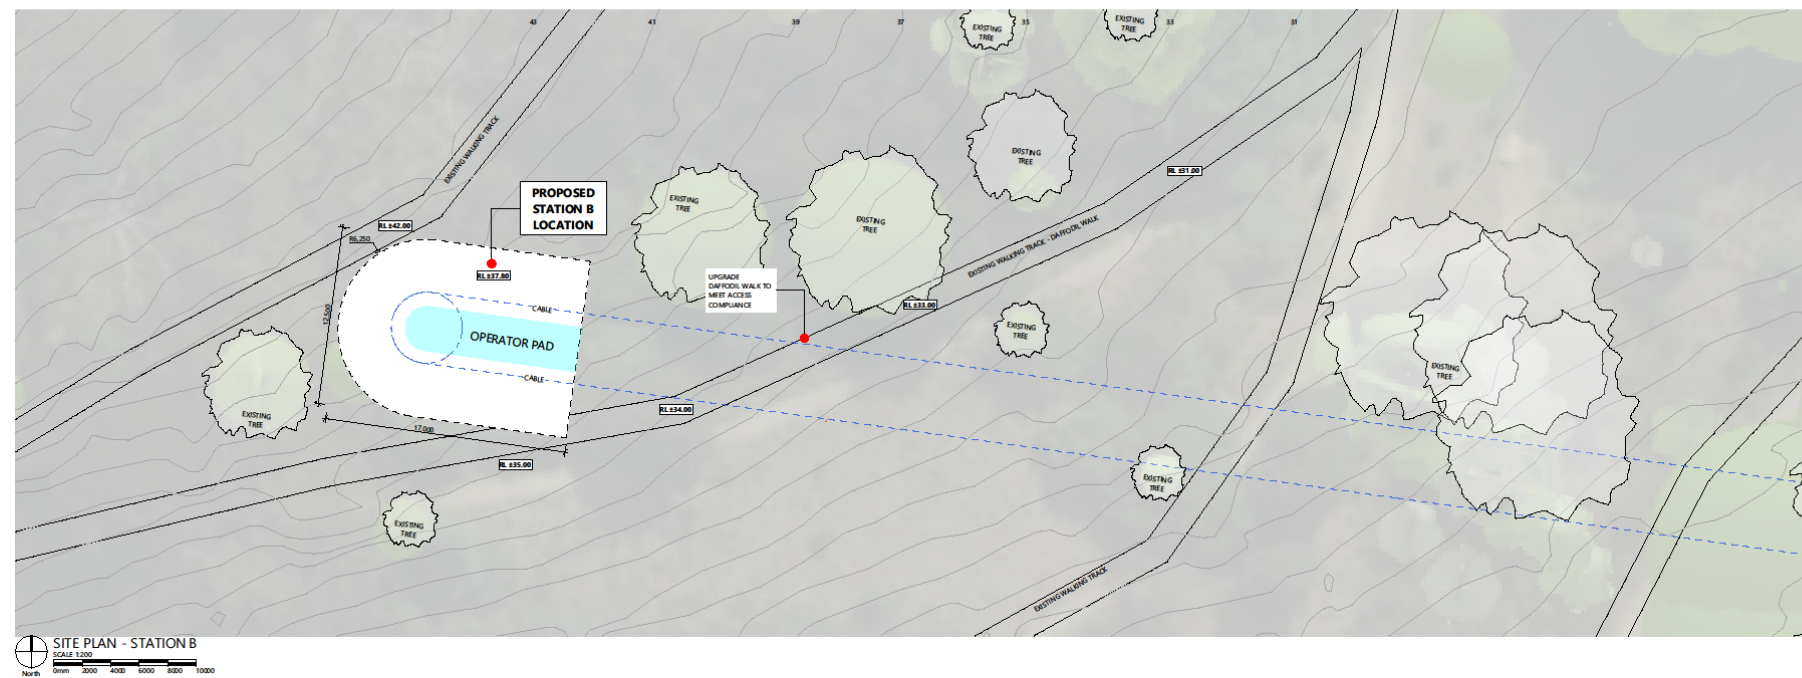 43
41
39
37
35
33
31
EXISTING
TREE
EXISTING
TREE
EXISTING WALKING TRACK
EXISTING
TREE
EXISTING
TREE
EXISTING
TREE
RL ±31.00
PROPOSED
STATION B
LOCATION
RL ±42.00
R6,250
RL ±37.80
UPGRADE
DAFFODIL WALK TO
MEET ACCESS
COMPLIANCE
EXISTING WALKING TRACK - DAFFODIL WALK
RL ±33.00
12,500
CABLE
OPERATOR PAD
CABLE
EXISTING
TREE
EXISTING
TREE
EXISTING
TREE
RL ±34.00
17,000
RL ±35.00
EXISTING
TREE
EXISTING
TREE
EXISTING WALKING TRACK
SITE PLAN - STATION B
SCALE 1:200
0mm 2000 4000 6000 8000 10000
North